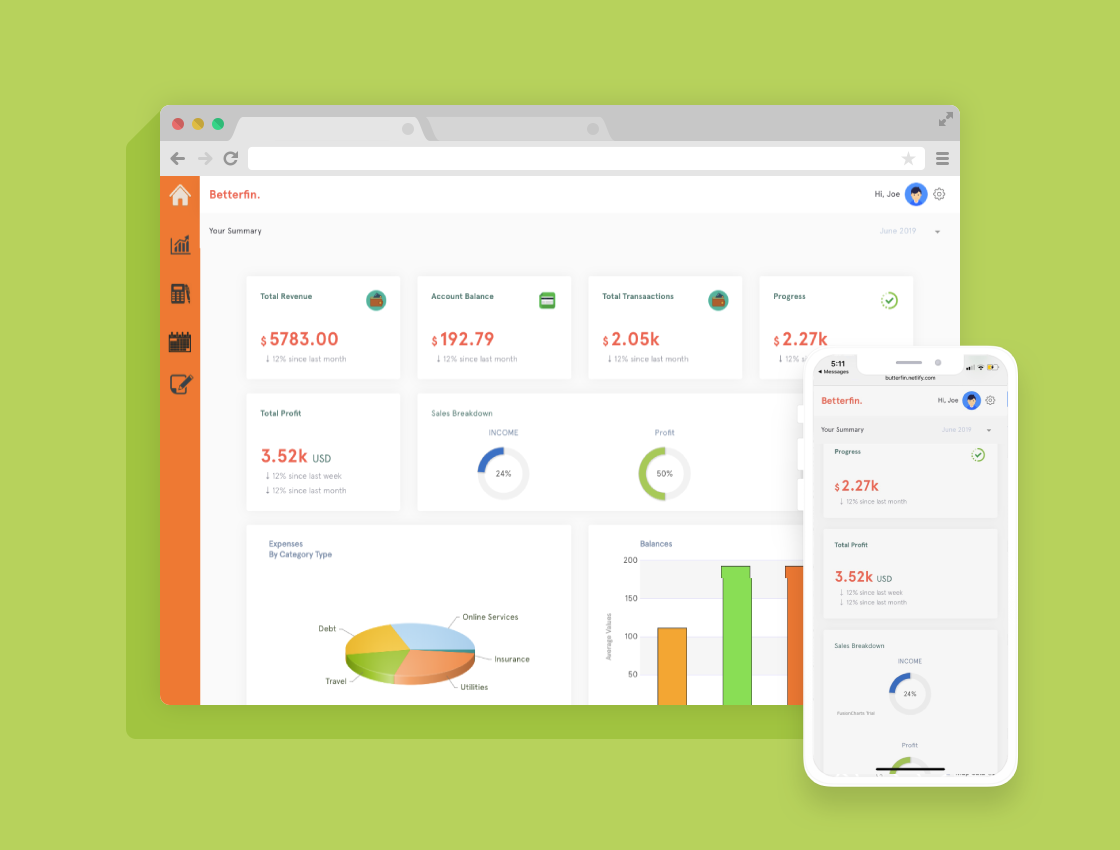 Betterfin.
Hi, Joe
Your Summary
June 2019
Total Revenue
$ 5783.00
↓ 12% since last month
Account Balance
$ 192.79
↓ 12% since last month
Total Transaactions
$ 2.05k
↓ 12% since last month
Progress
$ 2.27k
↓ 12% s
Total Profit
3.52k USD
↓ 12% since last week
↓ 12% since last month
Sales Breakdown
INCOME
24%
Profit
50%
Expenses
By Category Type
Online Services
Debt
Insurance
Travel
Utilities
Balances
200
150
100
50
Average Values
5:11
◀ Messages
butterfin.netlify.com
Betterfin.
Hi, Joe
Your Summary
June 2019
Progress
$ 2.27k
↓ 12% since last month
Total Profit
3.52k USD
↓ 12% since last week
↓ 12% since last month
Sales Breakdown
INCOME
24%
FusionCharts Trial
Profit